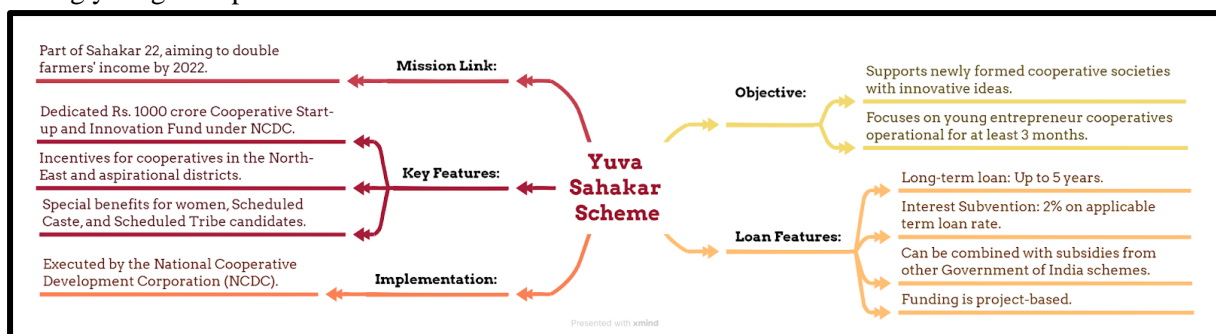 Part of Sahakar 22, aiming to double
farmers' income by 2022.
Mission Link:
Dedicated Rs. 1000 crore Cooperative Start-
up and Innovation Fund under NCDC.
Incentives for cooperatives in the North-
East and aspirational districts.
Key Features:
Special benefits for women, Scheduled
Caste, and Scheduled Tribe candidates.
Executed by the National Cooperative
Development Corporation (NCDC).
Implementation:
Yuva
Sahakar
Scheme
Objective:
Supports newly formed cooperative societies
with innovative ideas.
Focuses on young entrepreneur cooperatives
operational for at least 3 months.
Loan Features:
Long-term loan: Up to 5 years.
Interest Subvention: 2% on applicable
term loan rate.
Can be combined with subsidies from
other Government of India schemes.
Funding is project-based.
Presented with xmind